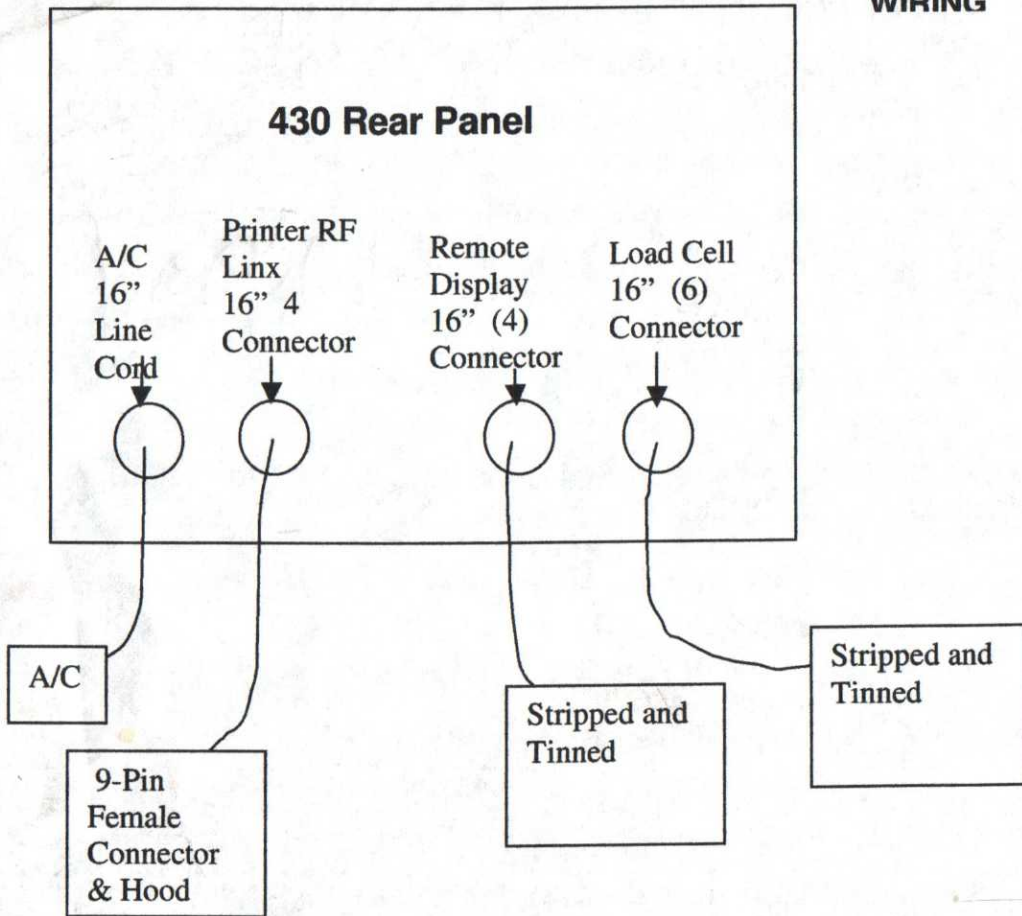 WIRING
430 Rear Panel
A/C
16”
Line
Cord
Printer RF
Linx
16” 4
Connector
Remote
Display
16” (4)
Connector
Load Cell
16” (6)
Connector
A/C
9-Pin
Female
Connector
& Hood
Stripped and
Tinned
Stripped and
Tinned